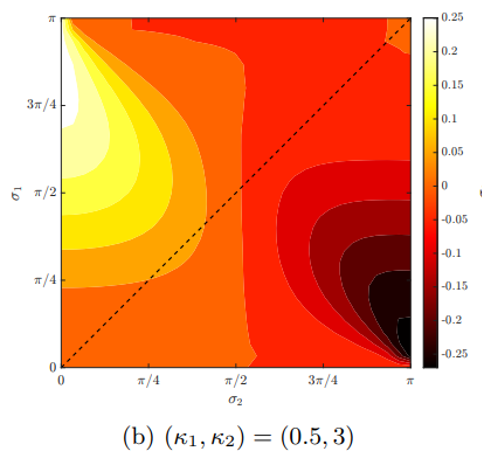 π
3π/4
π/2
π/4
0
σ₁
0
π/4
π/2
3π/4
π
σ₂
0.25
0.2
0.15
0.1
0.05
0
-0.05
-0.1
-0.15
-0.2
-0.25
(b) (κ₁, κ₂) = (0.5, 3)